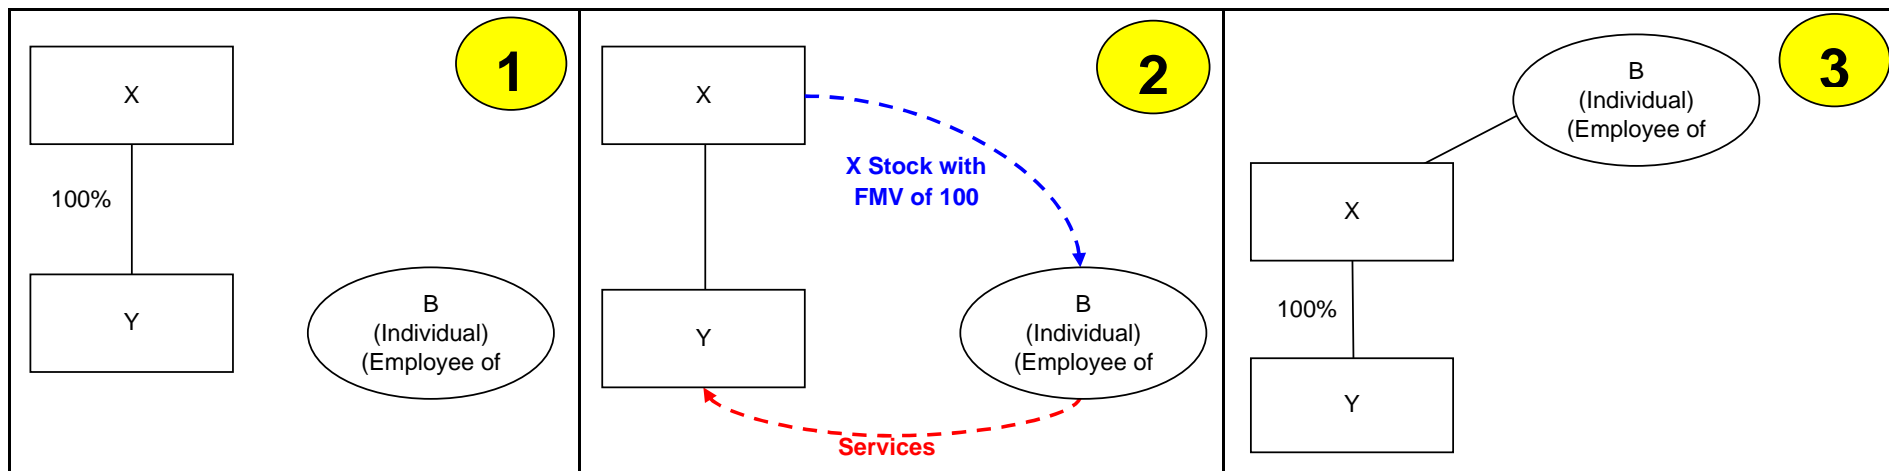 1
X
100%
Y
B
(Individual)
(Employee of
2
X
X Stock with
FMV of 100
Y
B
(Individual)
(Employee of
Services
3
B
(Individual)
(Employee of
X
100%
Y